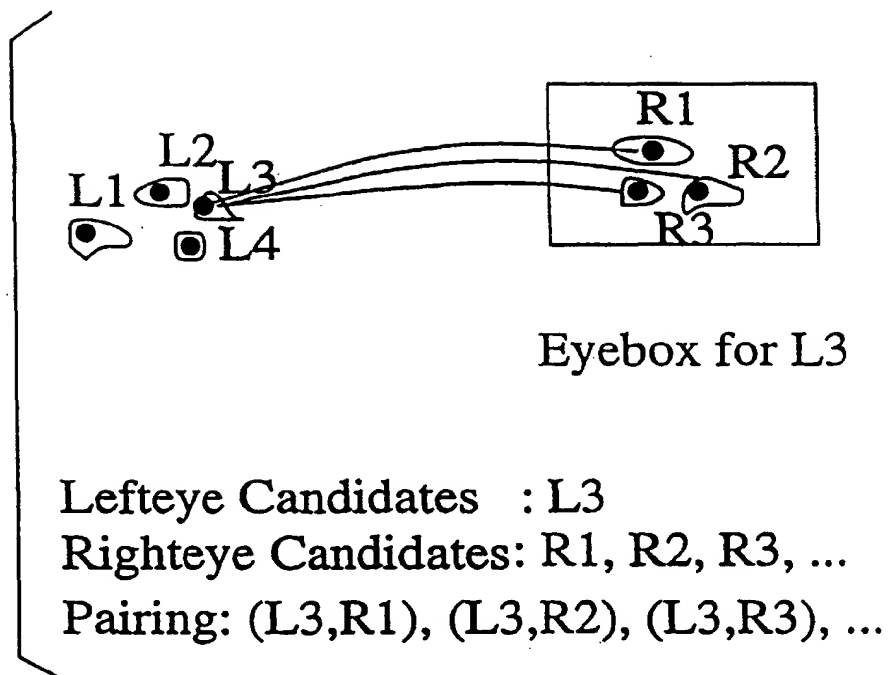 R1
L2
R2
L3
L1
R3
L4
Eyebox for L3
Lefteye Candidates : L3
Righteye Candidates: R1, R2, R3, ...
Pairing: (L3,R1), (L3,R2), (L3,R3), ...